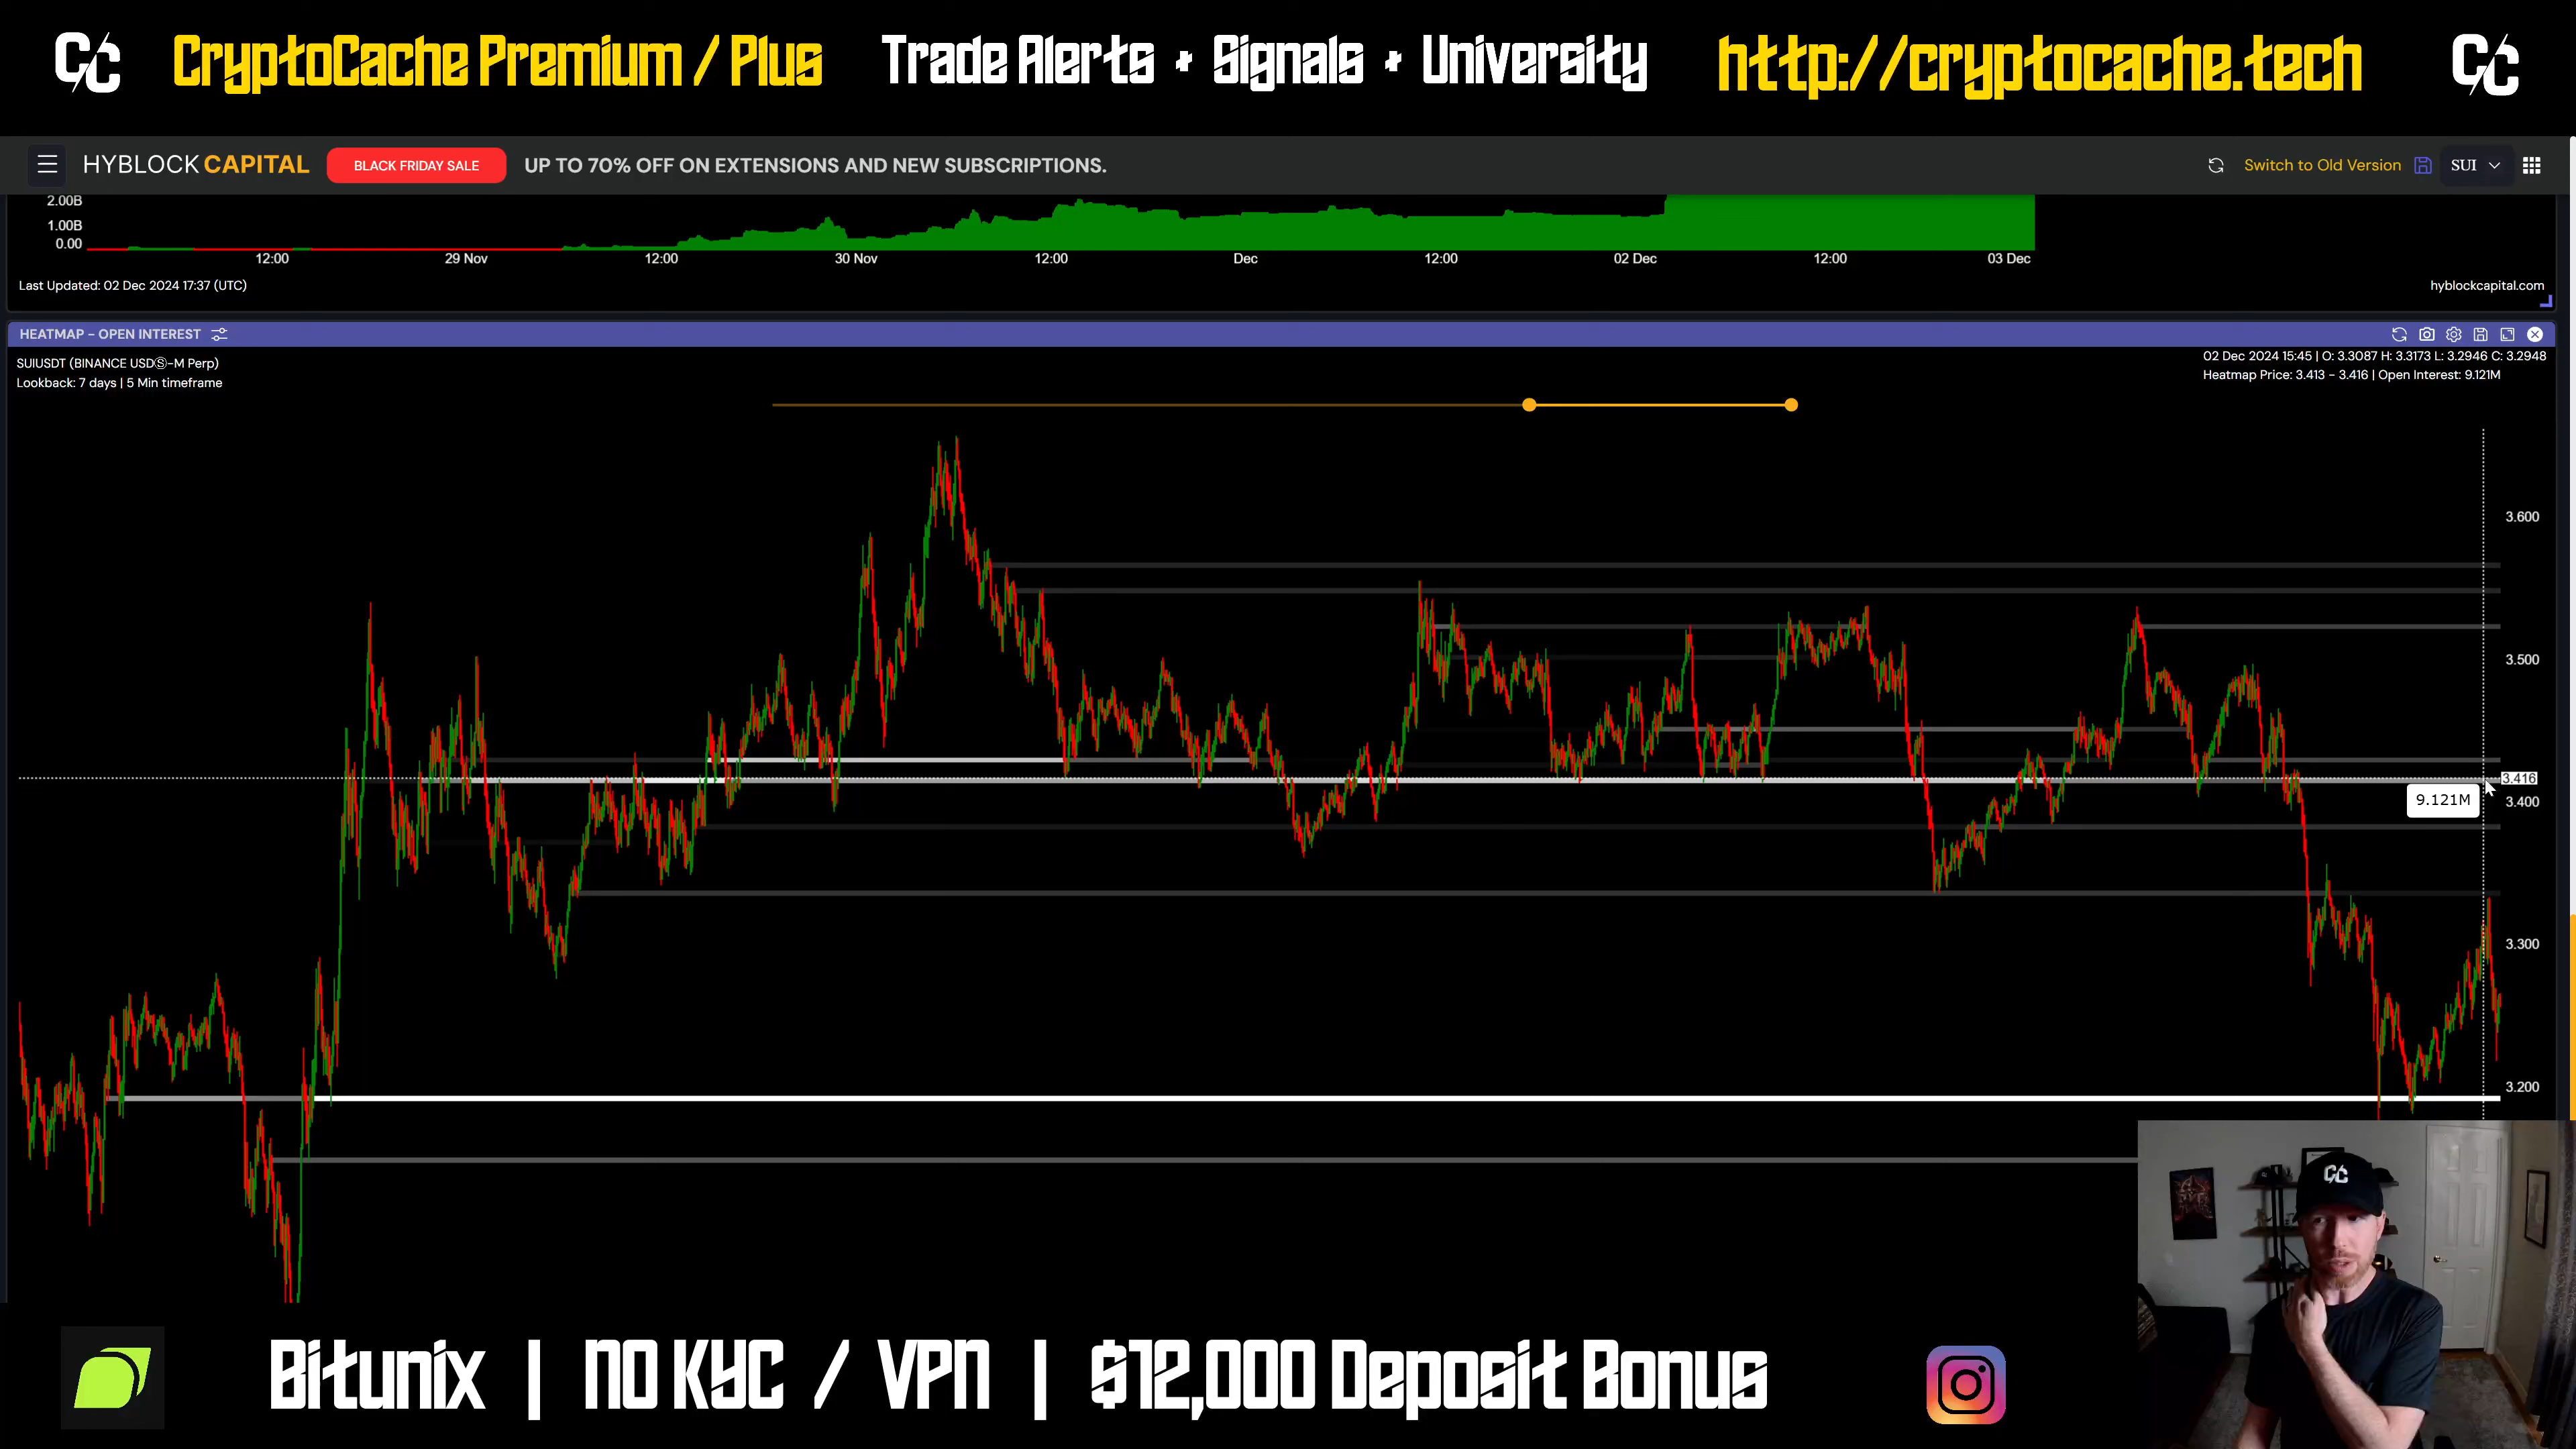 CC CryptoCache Premium / Plus Trade Alerts + Signals + University http://cryptocache.tech CC
HYBLOCK CAPITAL BLACK FRIDAY SALE UP TO 70% OFF ON EXTENSIONS AND NEW SUBSCRIPTIONS. Switch to Old Version SUI
2.00B
1.00B
0.00
12:00 29 Nov 12:00 30 Nov 12:00 Dec 12:00 02 Dec 12:00 03 Dec
Last Updated: 02 Dec 2024 17:37 (UTC) hyblockcapital.com
HEATMAP - OPEN INTEREST
SUIUSDT (BINANCE USDⓈ-M Perp) 02 Dec 2024 15:45 | O: 3.3087 H: 3.3173 L: 3.2946 C: 3.2948
Lookback: 7 days | 5 Min timeframe Heatmap Price: 3.413 - 3.416 | Open Interest: 9.121M
3.600
3.500
3.416
9.121M 3.400
3.300
3.200
CC
Bitunix | NO KYC / VPN | $12,000 Deposit Bonus